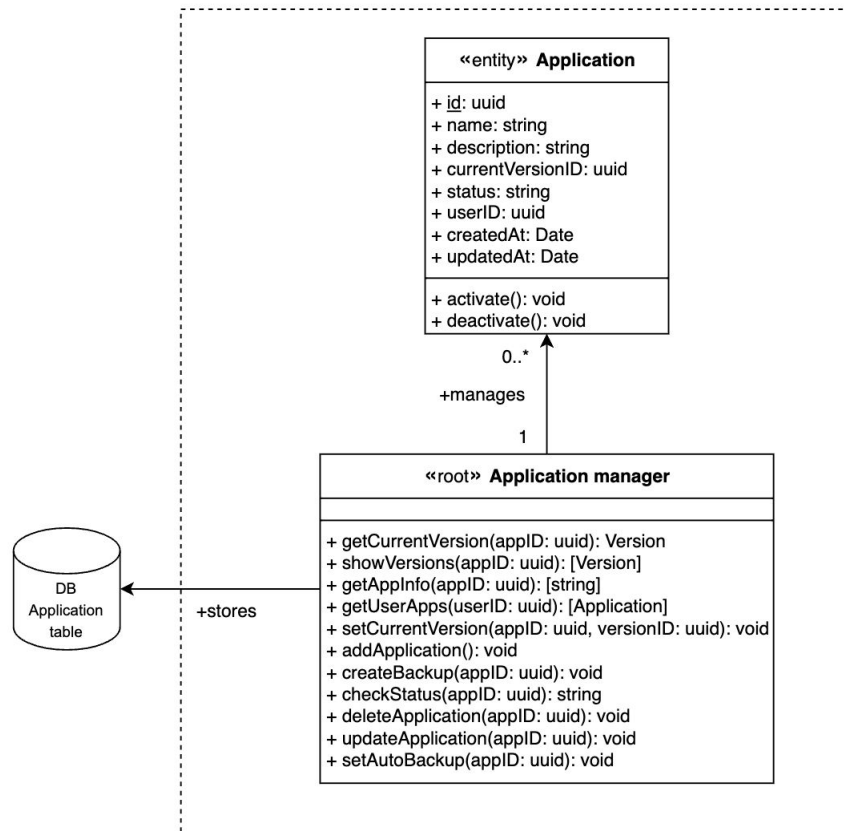 «entity» Application
+ id: uuid
+ name: string
+ description: string
+ currentVersionID: uuid
+ status: string
+ userID: uuid
+ createdAt: Date
+ updatedAt: Date
+ activate(): void
+ deactivate(): void
0..*
+manages
1
«root» Application manager
+ getCurrentVersion(appID: uuid): Version
+ showVersions(appID: uuid): [Version]
+ getAppInfo(appID: uuid): [string]
+ getUserApps(userID: uuid): [Application]
+ setCurrentVersion(appID: uuid, versionID: uuid): void
+ addApplication(): void
+ createBackup(appID: uuid): void
+ checkStatus(appID: uuid): string
+ deleteApplication(appID: uuid): void
+ updateApplication(appID: uuid): void
+ setAutoBackup(appID: uuid): void
DB
Application
table
+stores